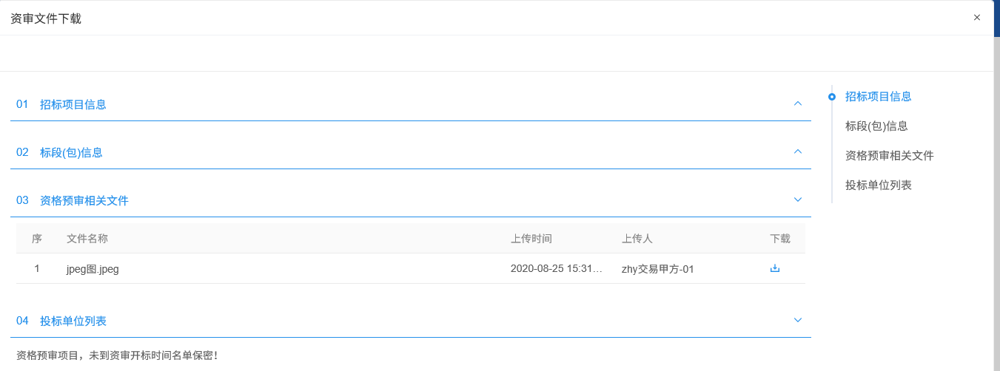 资审文件下载
01 招标项目信息
02 标段(包)信息
03 资格预审相关文件
序 文件名称 上传时间 上传人 下载
1 jpeg图.jpeg 2020-08-25 15:31... zhy交易甲方-01
04 投标单位列表
资格预审项目，未到资审开标时间名单保密！
招标项目信息
标段(包)信息
资格预审相关文件
投标单位列表